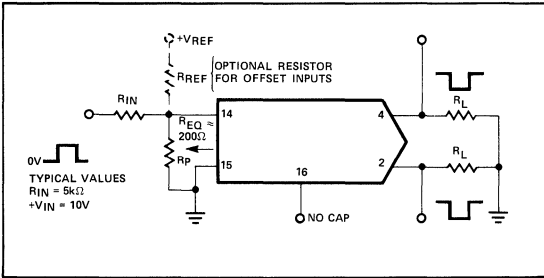 +VREF
RREF
OPTIONAL RESISTOR
FOR OFFSET INPUTS
RIN
REQ ≈
200Ω
RP
14
15
16
4
2
RL
RL
0V
TYPICAL VALUES
RIN = 5kΩ
+VIN = 10V
NO CAP